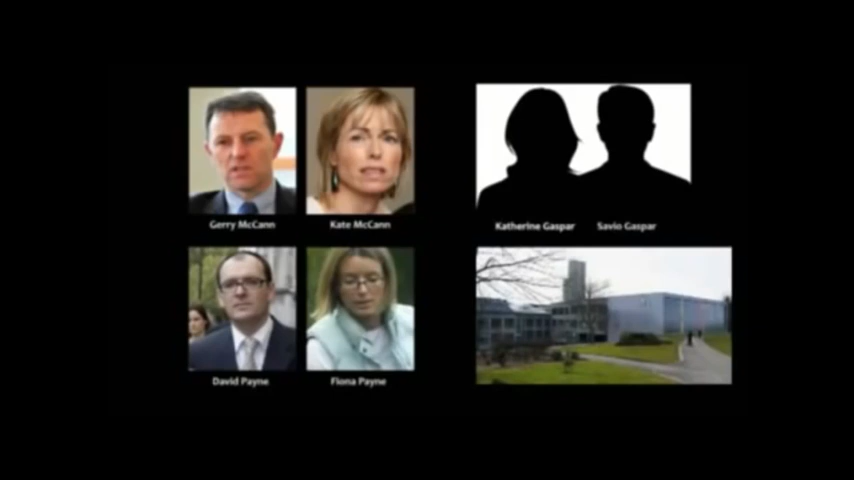 Gerry McCann
Kate McCann
Katherine Gaspar
Savio Gaspar
David Payne
Fiona Payne